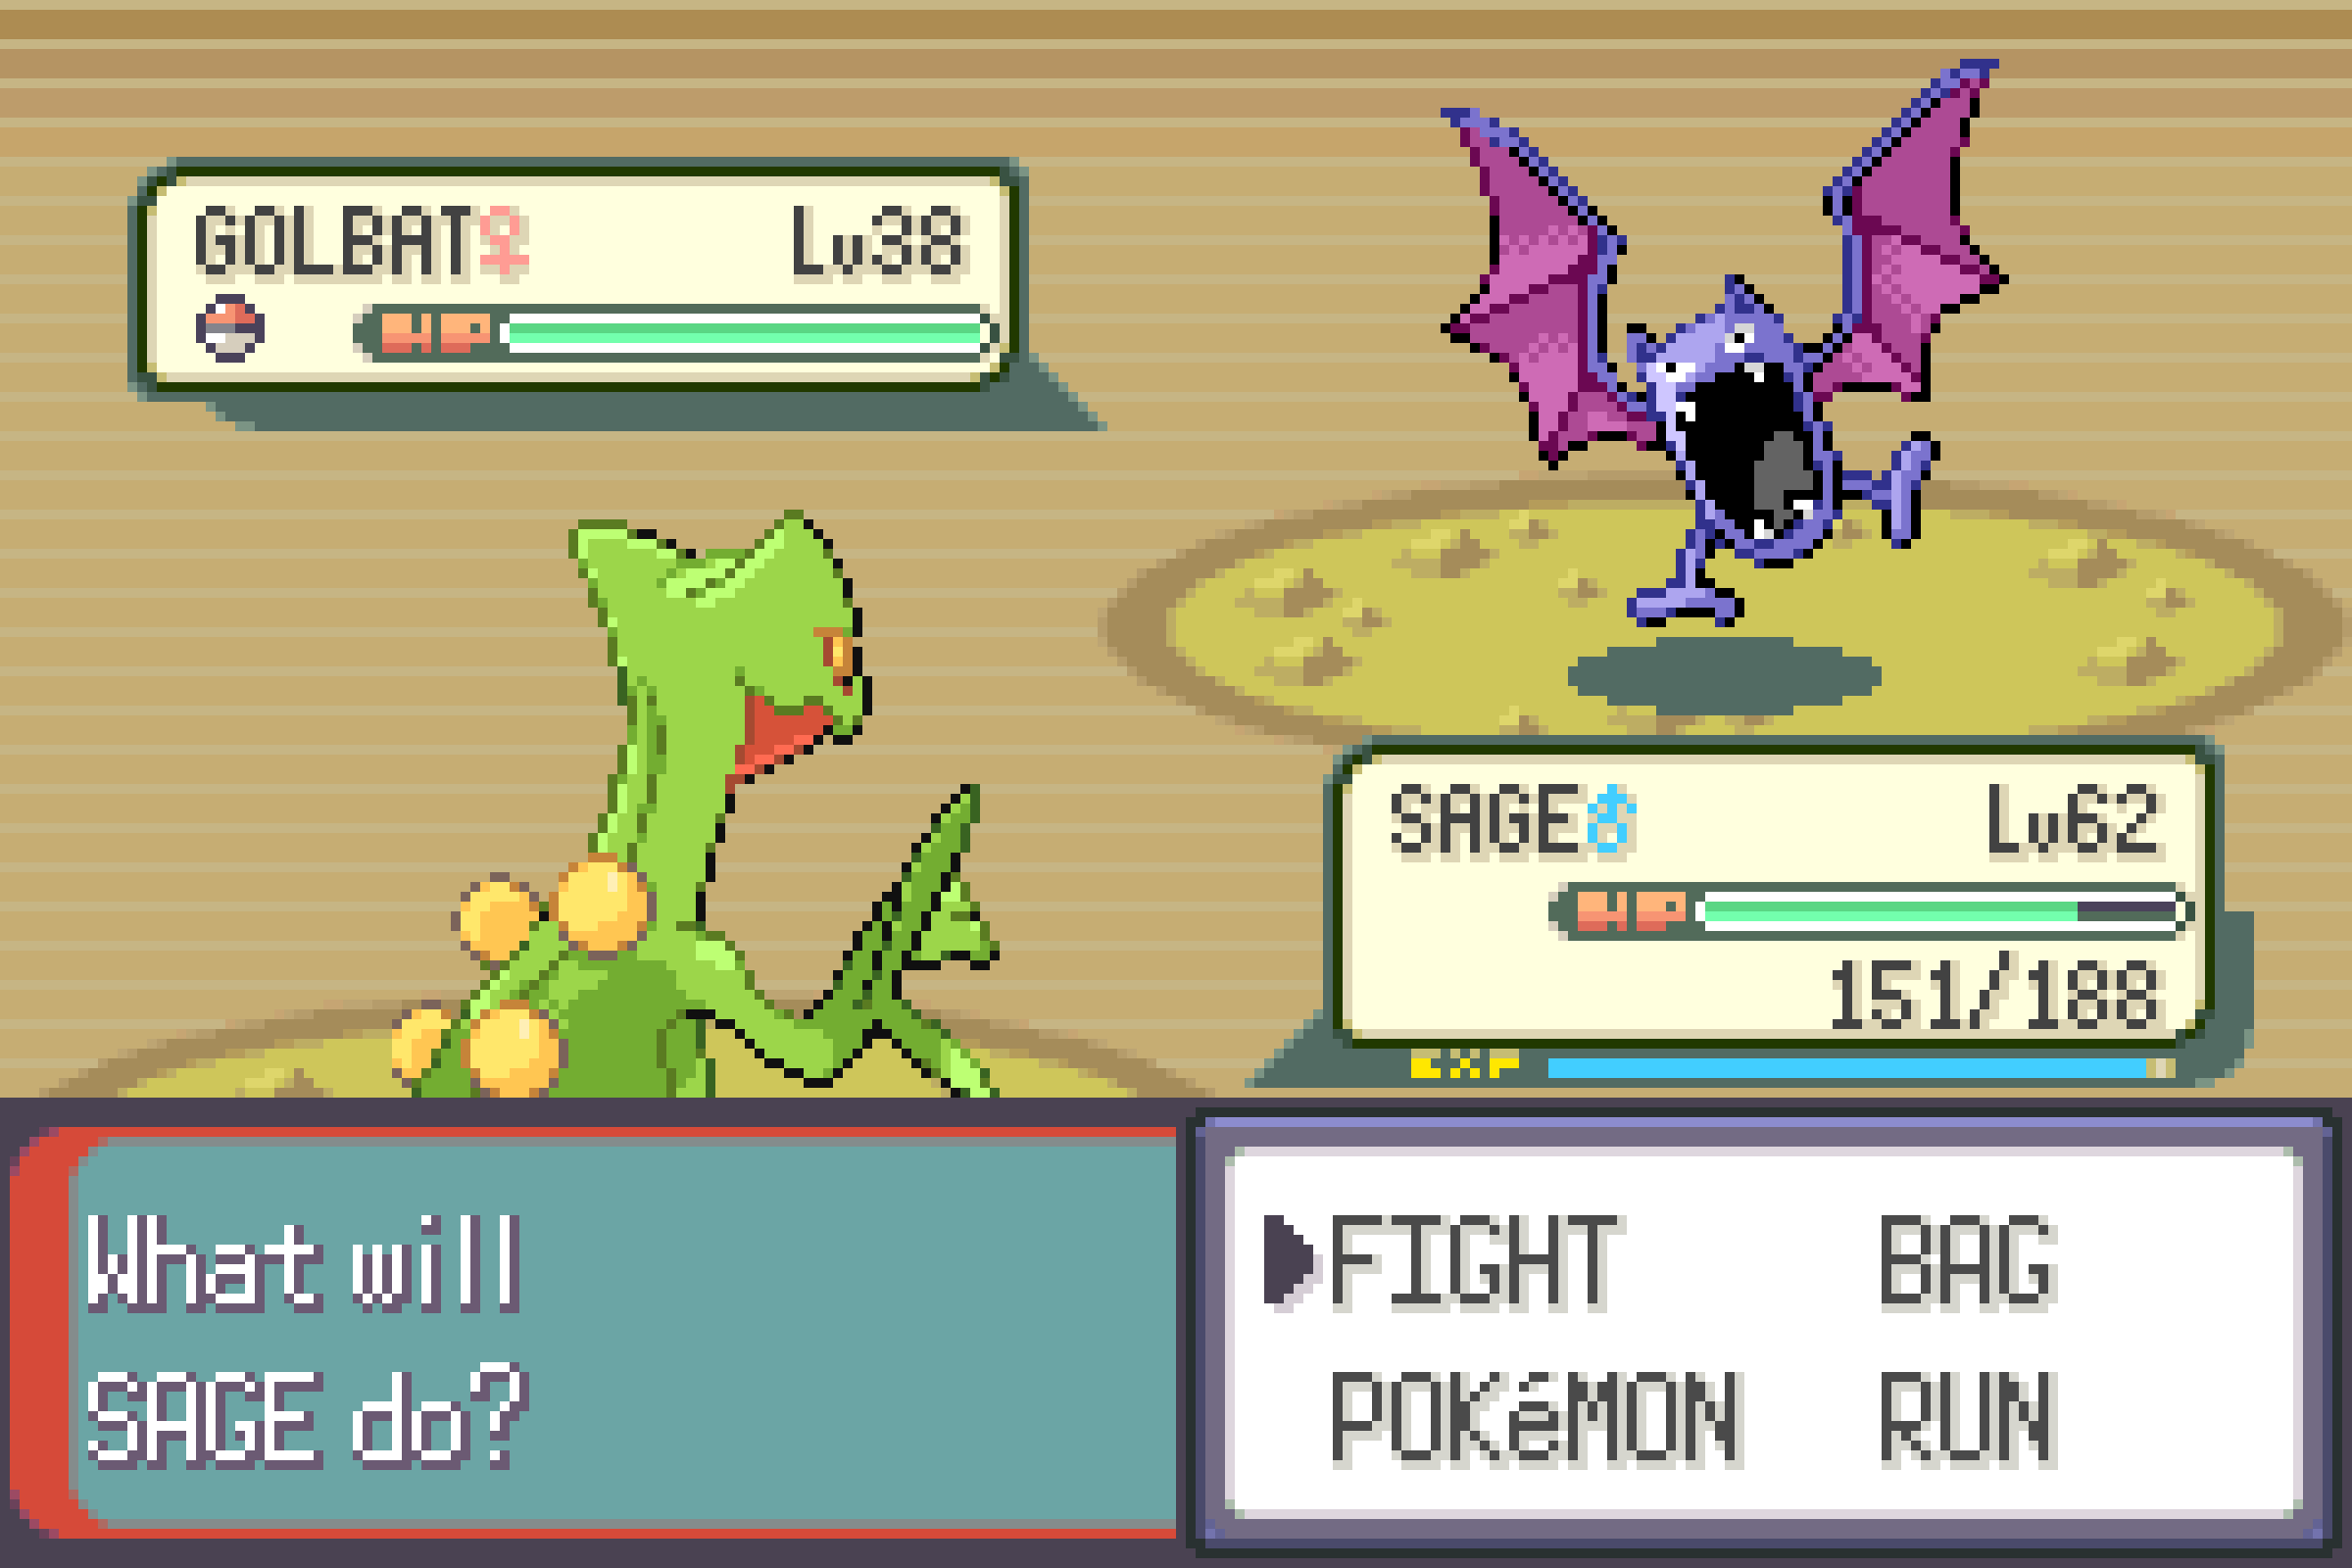 GOLBAT♀ Lv38
HP
SAGE♂ Lv62
HP
151/188
EXP
What will
SAGE do?
FIGHT BAG
POKéMON RUN